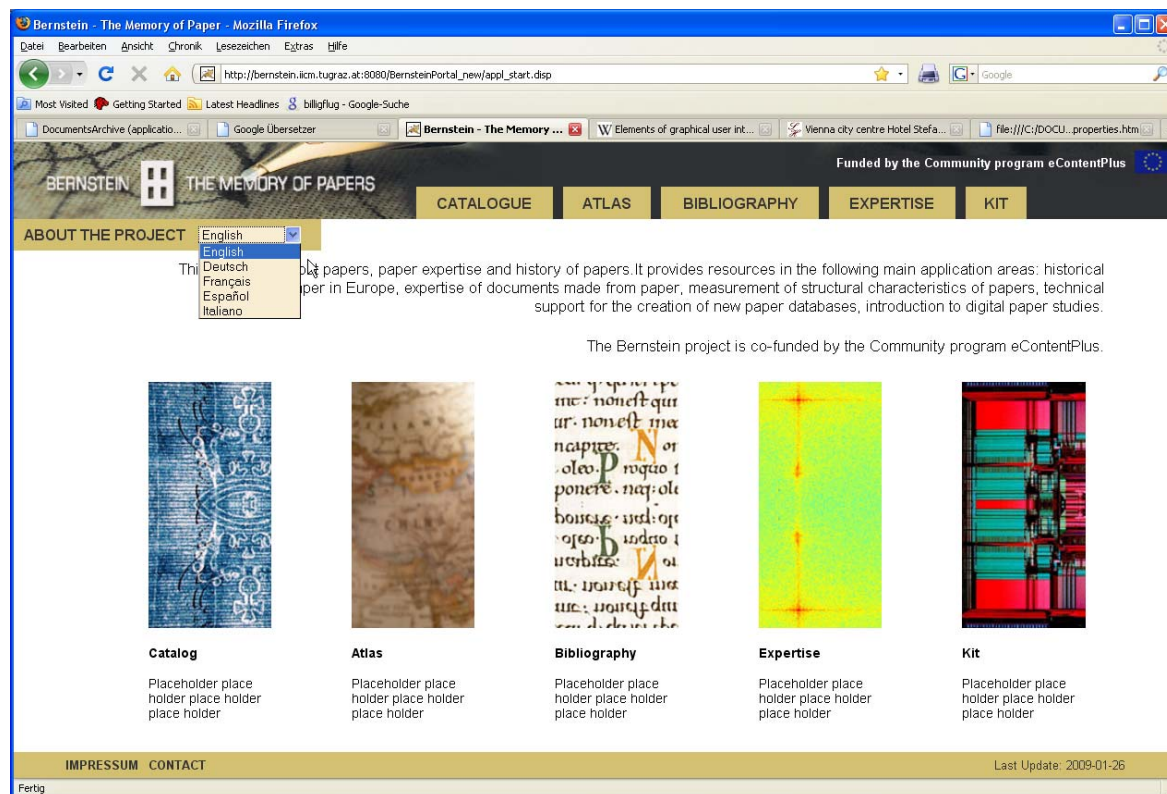 Bernstein - The Memory of Paper - Mozilla Firefox
Datei Bearbeiten Ansicht Chronik Lesezeichen Extras Hilfe
http://bernstein.iicm.tugraz.at:8080/BernsteinPortal_new/appl_start.disp
Google
Most Visited Getting Started Latest Headlines billigflug - Google-Suche
DocumentsArchive (applicatio... Google Übersetzer Bernstein - The Memory ... Elements of graphical user int... Vienna city centre Hotel Stefa... file:///C:/DOCU...properties.htm
Funded by the Community program eContentPlus
BERNSTEIN THE MEMORY OF PAPERS
CATALOGUE ATLAS BIBLIOGRAPHY EXPERTISE KIT
ABOUT THE PROJECT English
English
Deutsch
Français
Español
Italiano
papers, paper expertise and history of papers.It provides resources in the following main application areas: historical
in Europe, expertise of documents made from paper, measurement of structural characteristics of papers, technical
support for the creation of new paper databases, introduction to digital paper studies.
The Bernstein project is co-funded by the Community program eContentPlus.
Catalog Atlas Bibliography Expertise Kit
Placeholder place Placeholder place Placeholder place Placeholder place Placeholder place
holder place holder holder place holder holder place holder holder place holder holder place holder
place holder place holder place holder place holder place holder
IMPRESSUM CONTACT Last Update: 2009-01-26
Fertig